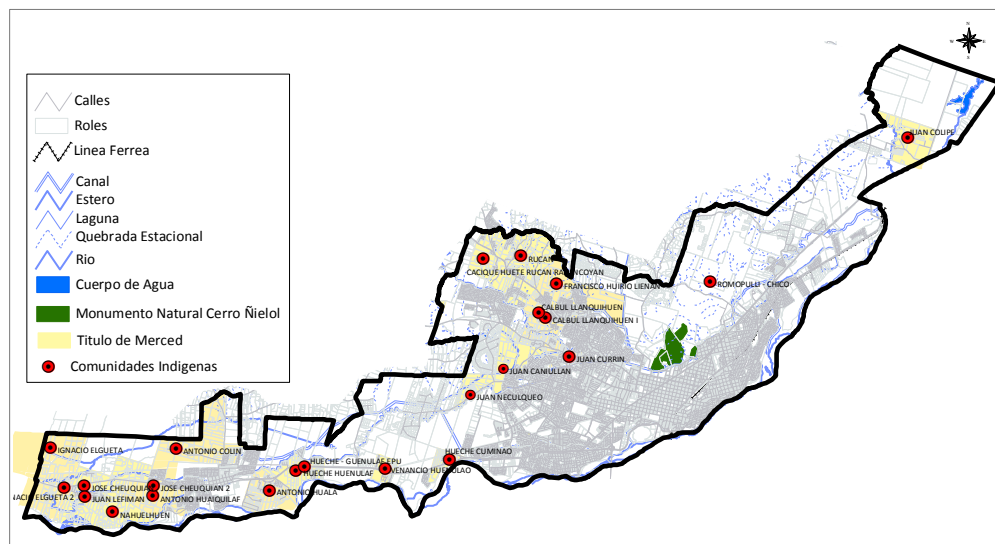 N
W E
S
Calles
Roles
Linea Ferrea
Canal
Estero
Laguna
Quebrada Estacional
Rio
Cuerpo de Agua
Monumento Natural Cerro Ñielol
Titulo de Merced
Comunidades Indigenas
JUAN COLIPI
RUCAN
CACIQUE HUETE RUCAN
FRANCISCO HUIRIO LIENAN
ROMOPULLI - CHICO
CALBUL LLANQUIHUEN
CALBUL LLANQUIHUEN I
JUAN CURRIN
JUAN CANIULLAN
JUAN NECULQUEO
HUECHE CUMINAO
IGNACIO ELGUETA
ANTONIO COLIN
HUECHE - GUENULAF EPU
HUECHE HUENULAF
VENANCIO HUENULAO
ELGUETA 2
JOSE CHEUQUIAN
JOSE CHEUQUIAN 2
JUAN LEFIMAN
ANTONIO HUAIQUILAF
ANTONIO HUALA
NAHUELHUEN